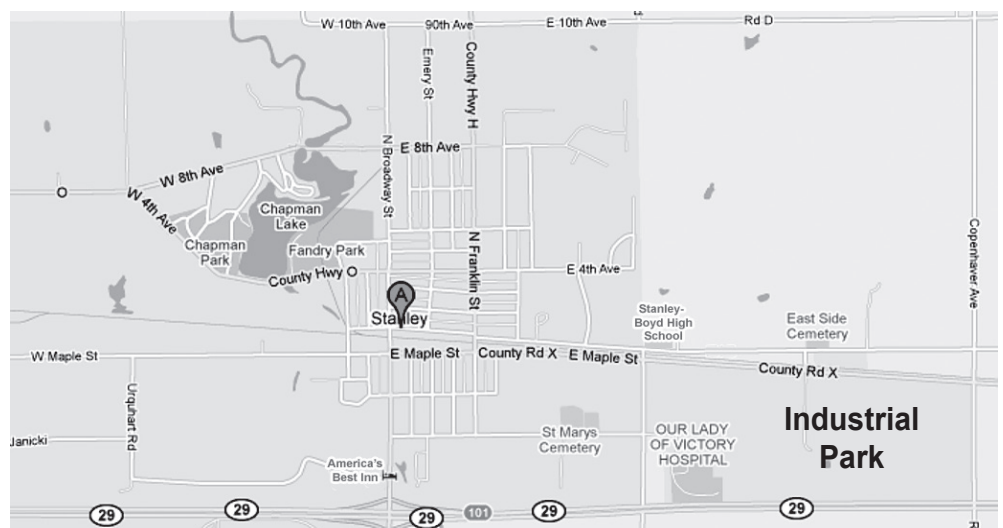 W 10th Ave
90th Ave
E 10th Ave
Rd D
Emery St
County Hwy H
N Broadway St
E 8th Ave
W 8th Ave
W 4th Ave
Chapman
Lake
Chapman
Park
Fandry Park
County Hwy O
N Franklin St
E 4th Ave
Copenhaver Ave
A
Stanley
Stanley-
Boyd High
School
East Side
Cemetery
W Maple St
E Maple St
County Rd X
E Maple St
County Rd X
Urquhart Rd
Janicki
St Marys
Cemetery
OUR LADY
OF VICTORY
HOSPITAL
Industrial
Park
America's
Best Inn
29
29
29
101
29
29
R